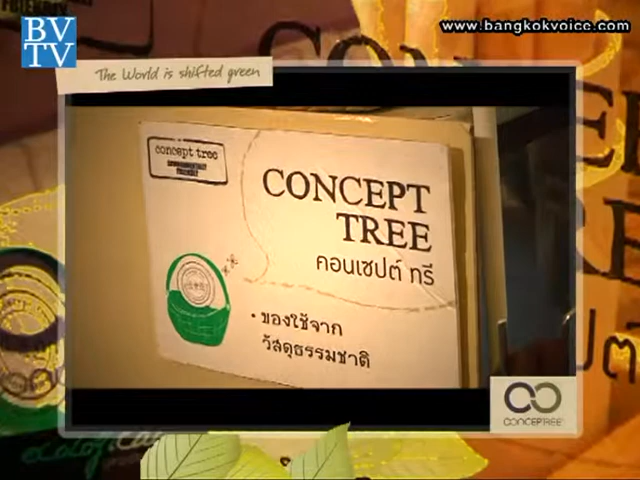 BV
TV
www.bangkokvoice.com
The World is shifted green
concept tree
CONCEPT
TREE
คอนเซปต์ ทรี
• ของใช้จาก
วัสดุธรรมชาติ
CONCEPTREE